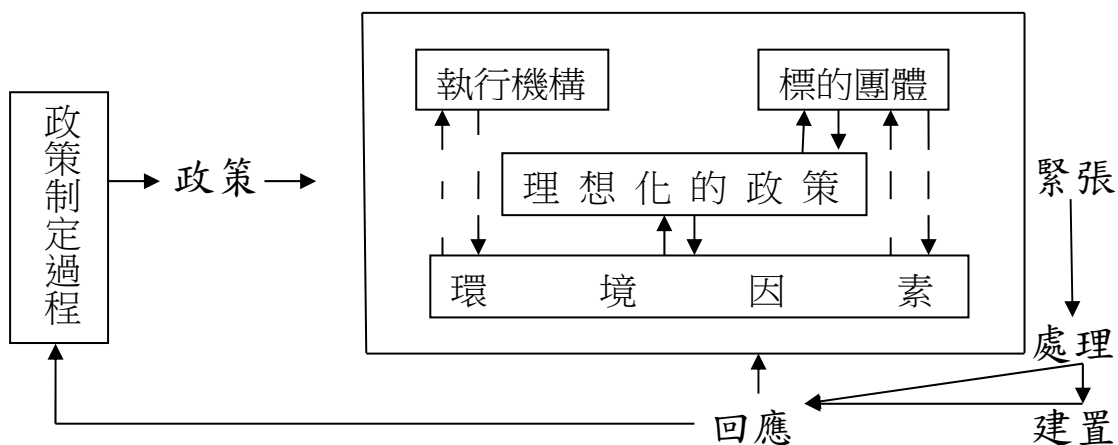 執行機構
標的團體
政策制定過程
政策
理想化的政策
緊張
環境因素
處理
回應
建置